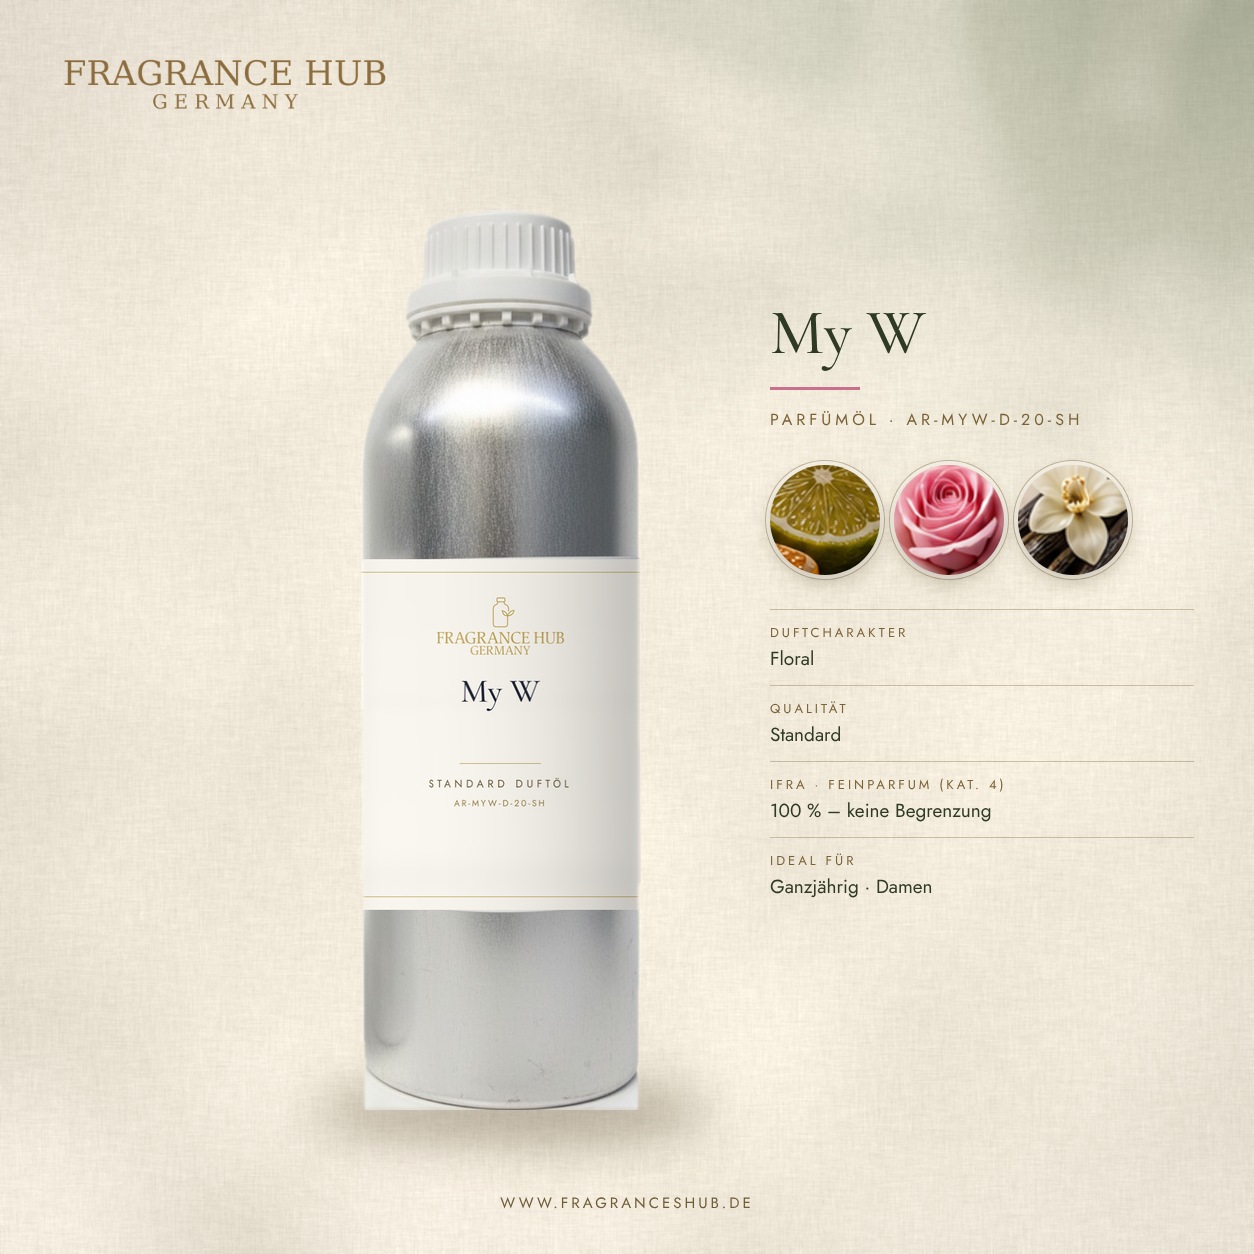 FRAGRANCE HUB
GERMANY
My W
PARFÜMÖL · AR-MYW-D-20-SH
DUFTCHARAKTER
Floral
QUALITÄT
Standard
IFRA · FEINPARFUM (KAT. 4)
100 % – keine Begrenzung
IDEAL FÜR
Ganzjährig · Damen
FRAGRANCE HUB
GERMANY
My W
STANDARD DUFTÖL
AR-MYW-D-20-SH
WWW.FRAGRANCESHUB.DE